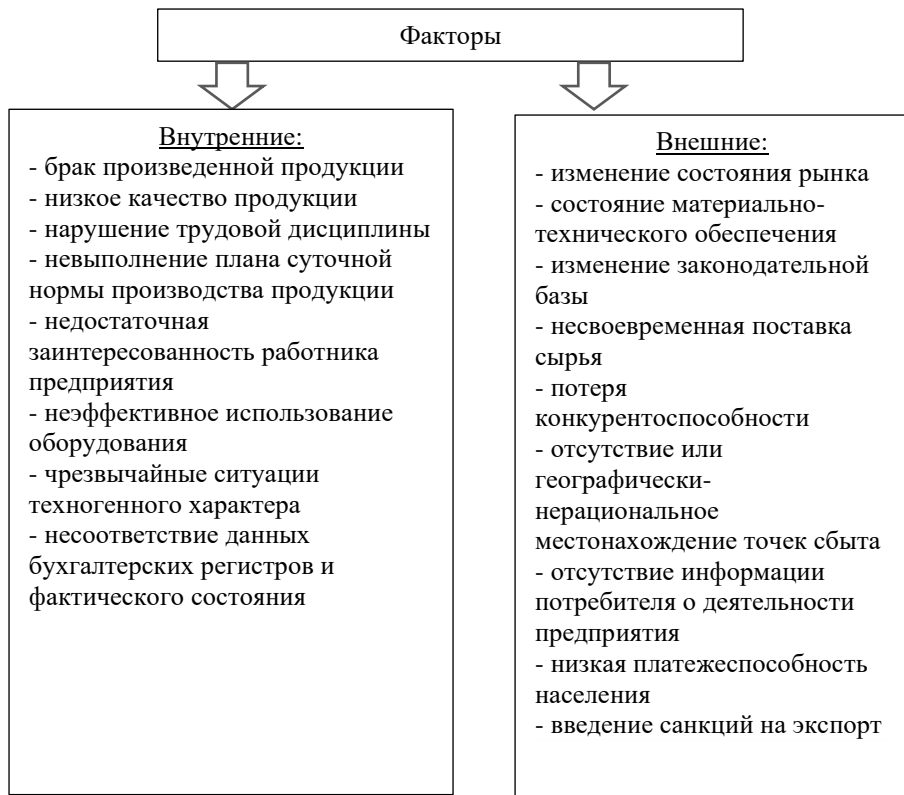 Факторы
Внутренние:
- брак произведенной продукции
- низкое качество продукции
- нарушение трудовой дисциплины
- невыполнение плана суточной
нормы производства продукции
- недостаточная
заинтересованность работника
предприятия
- неэффективное использование
оборудования
- чрезвычайные ситуации
техногенного характера
- несоответствие данных
бухгалтерских регистров и
фактического состояния
Внешние:
- изменение состояния рынка
- состояние материально-
технического обеспечения
- изменение законодательной
базы
- несвоевременная поставка
сырья
- потеря
конкурентоспособности
- отсутствие или
географически-
нерациональное
местонахождение точек сбыта
- отсутствие информации
потребителя о деятельности
предприятия
- низкая платежеспособность
населения
- введение санкций на экспорт